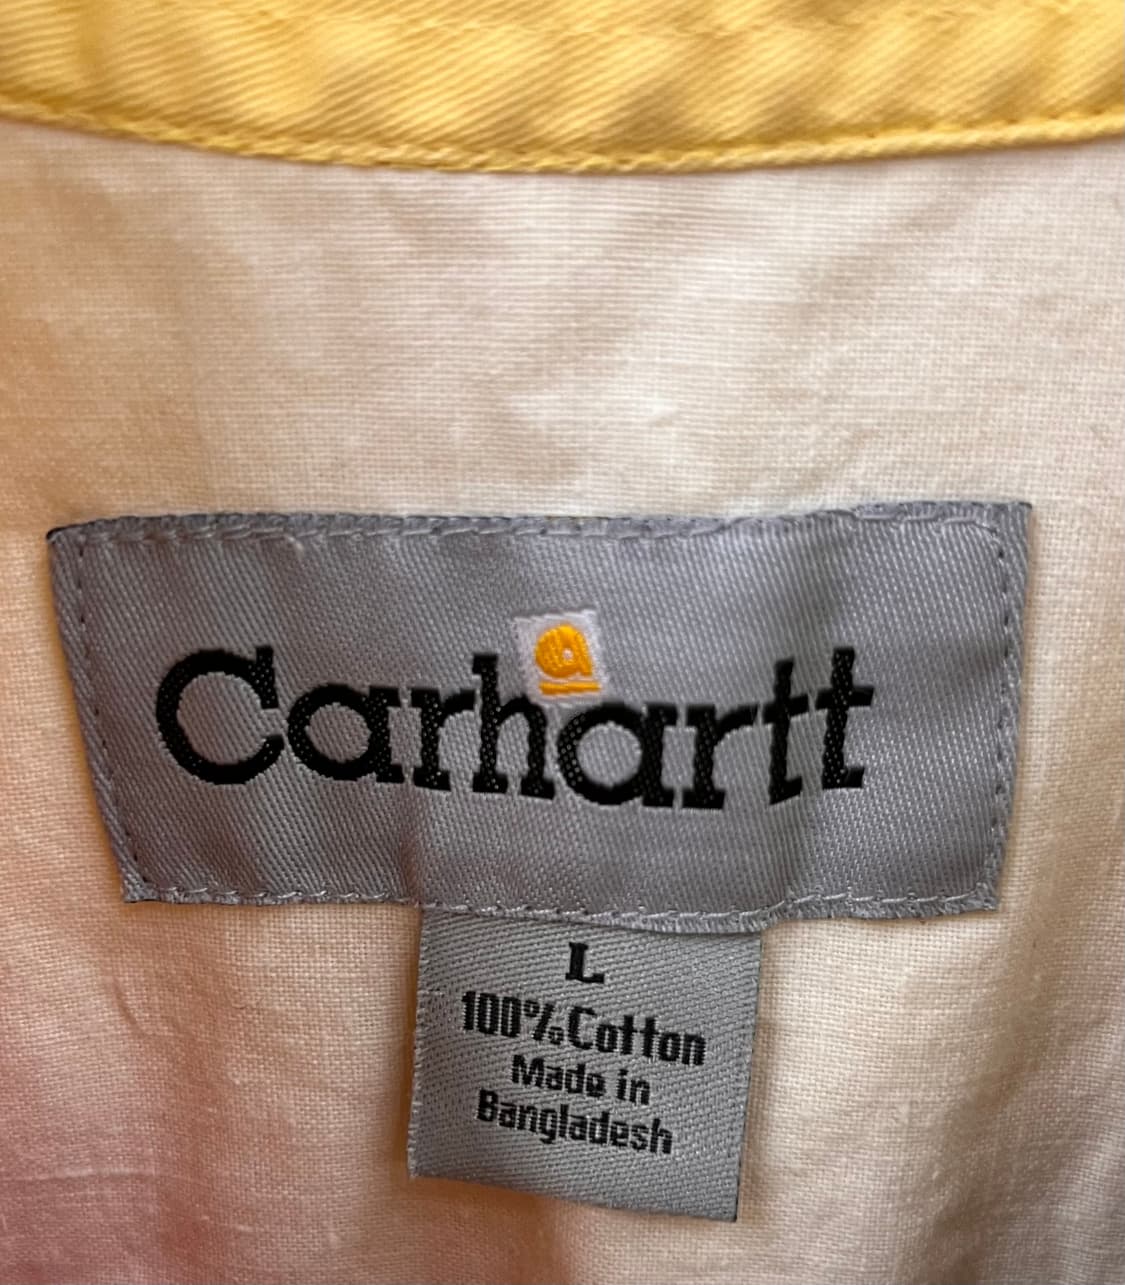 a
Carhartt
L
100% Cotton
Made in
Bangladesh